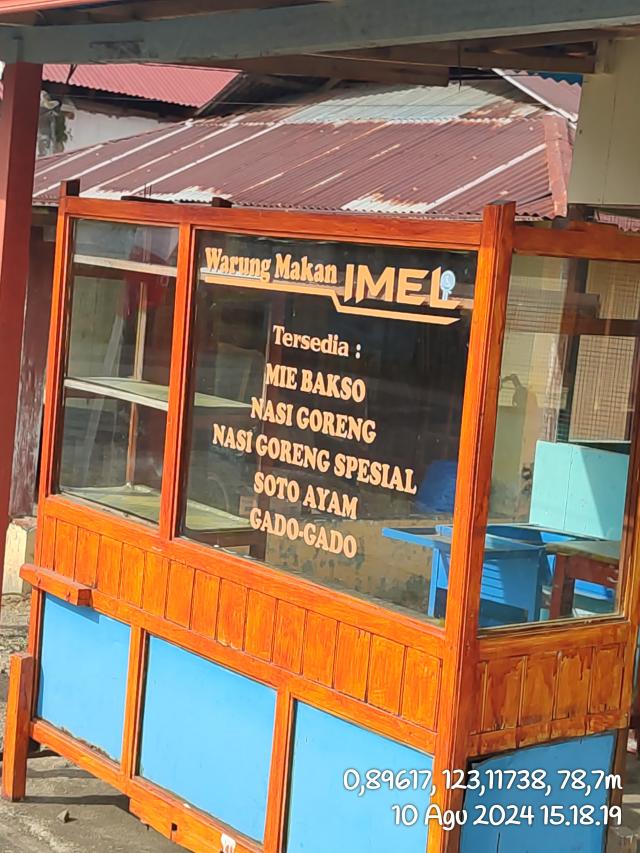 Warung Makan IMEL
Tersedia :
MIE BAKSO
NASI GORENG
NASI GORENG SPESIAL
SOTO AYAM
GADO-GADO
0,89617, 123,11738, 78,7m
10 Agu 2024 15.18.19